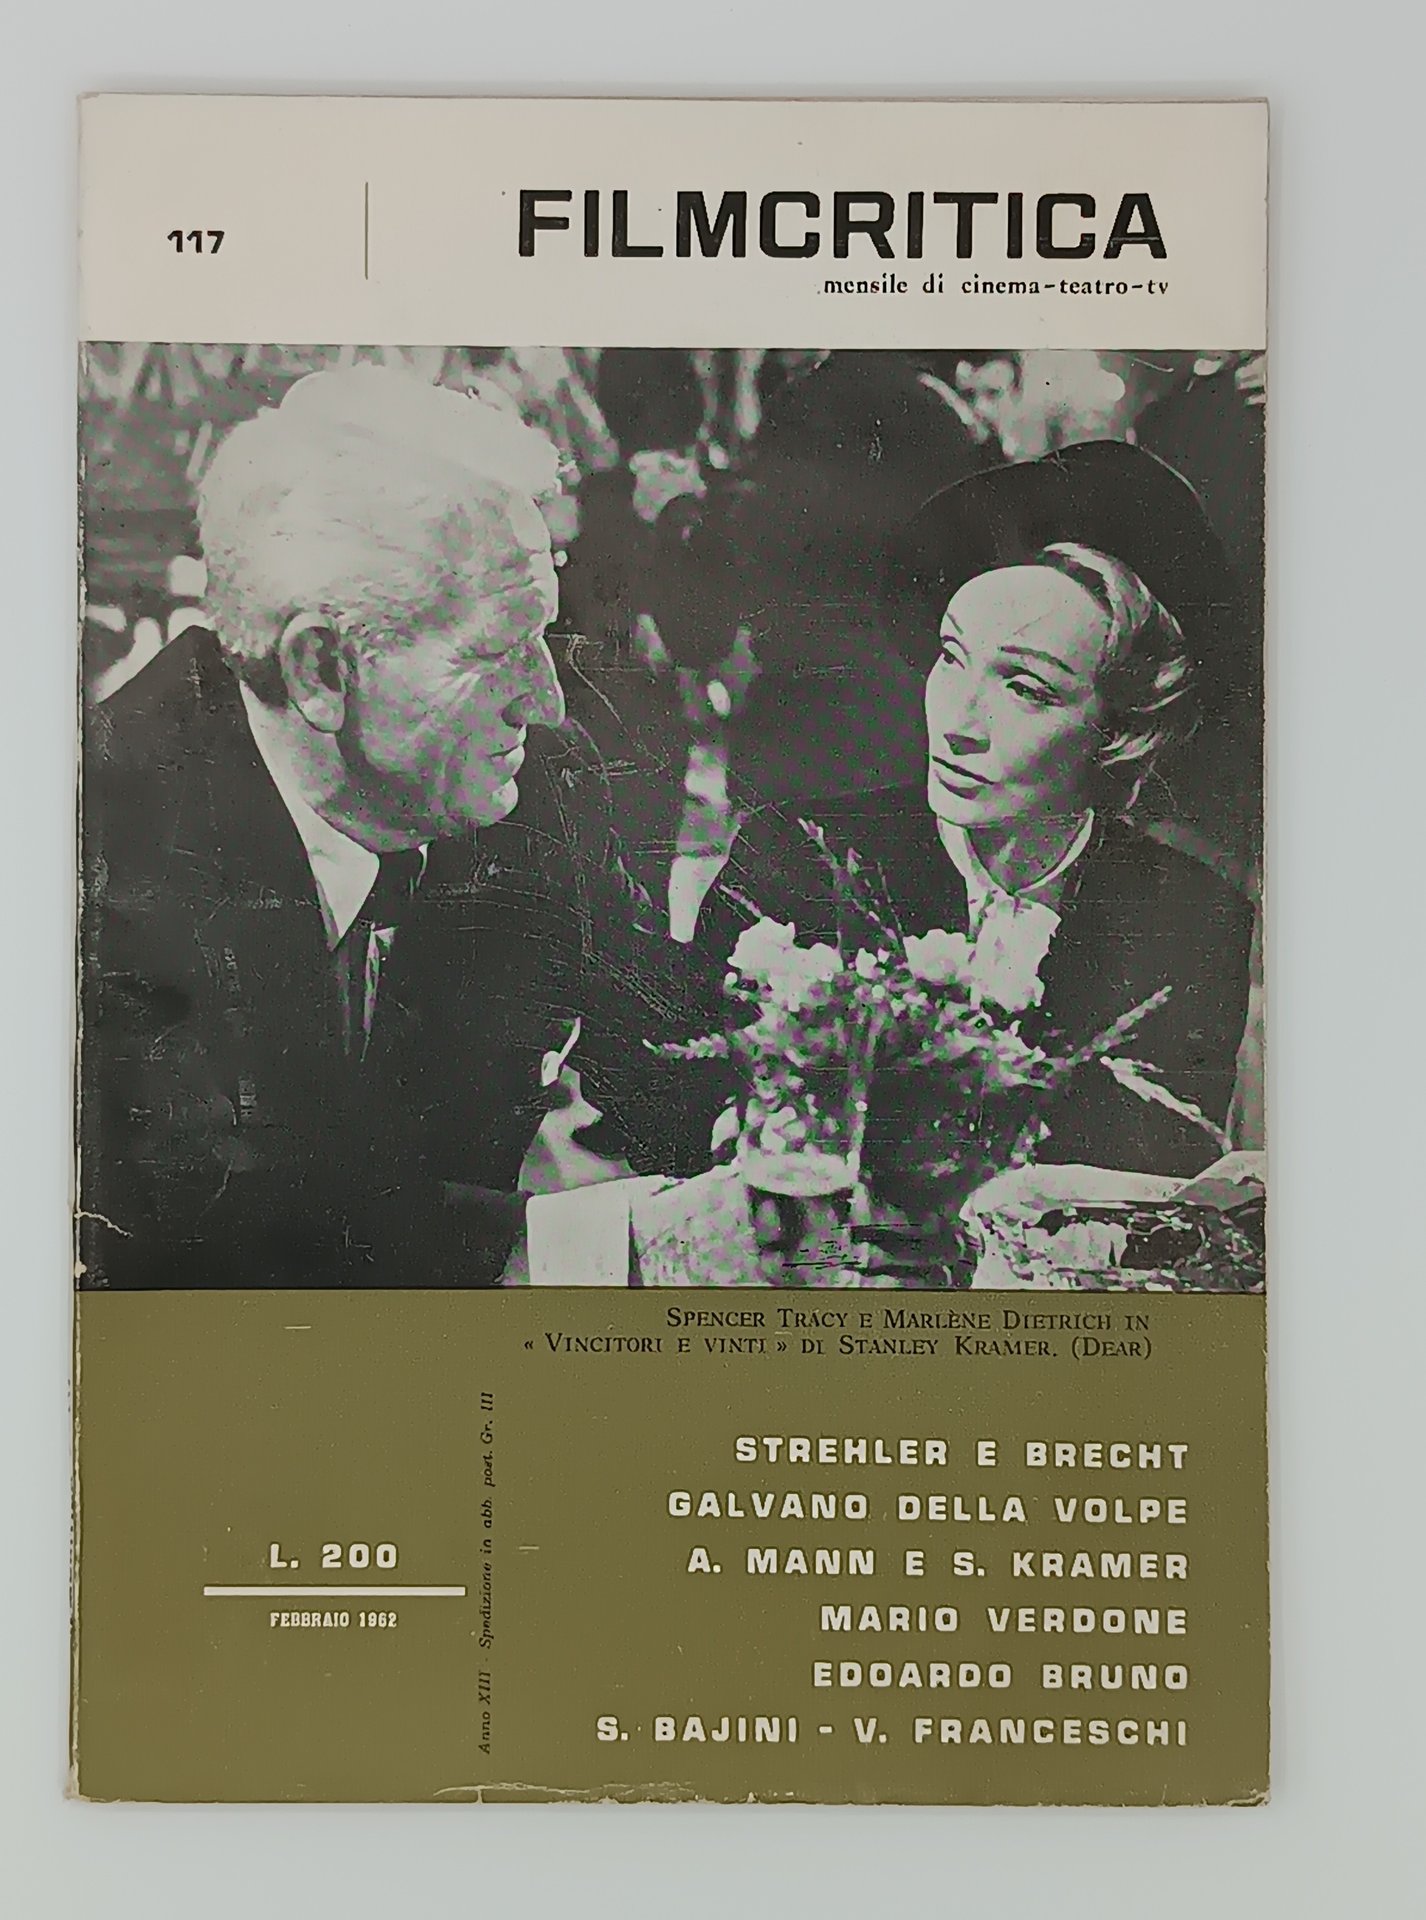 117
FILMCRITICA
mensile di cinema-teatro-tv
SPENCER TRACY E MARLÈNE DIETRICH IN
« VINCITORI E VINTI » DI STANLEY KRAMER. (DEAR)
STREHLER E BRECHT
GALVANO DELLA VOLPE
A. MANN E S. KRAMER
MARIO VERDONE
EDOARDO BRUNO
S. BAJINI - V. FRANCESCHI
L. 200
FEBBRAIO 1962
Anno XIII - Spedizione in abb. post. Gr. III